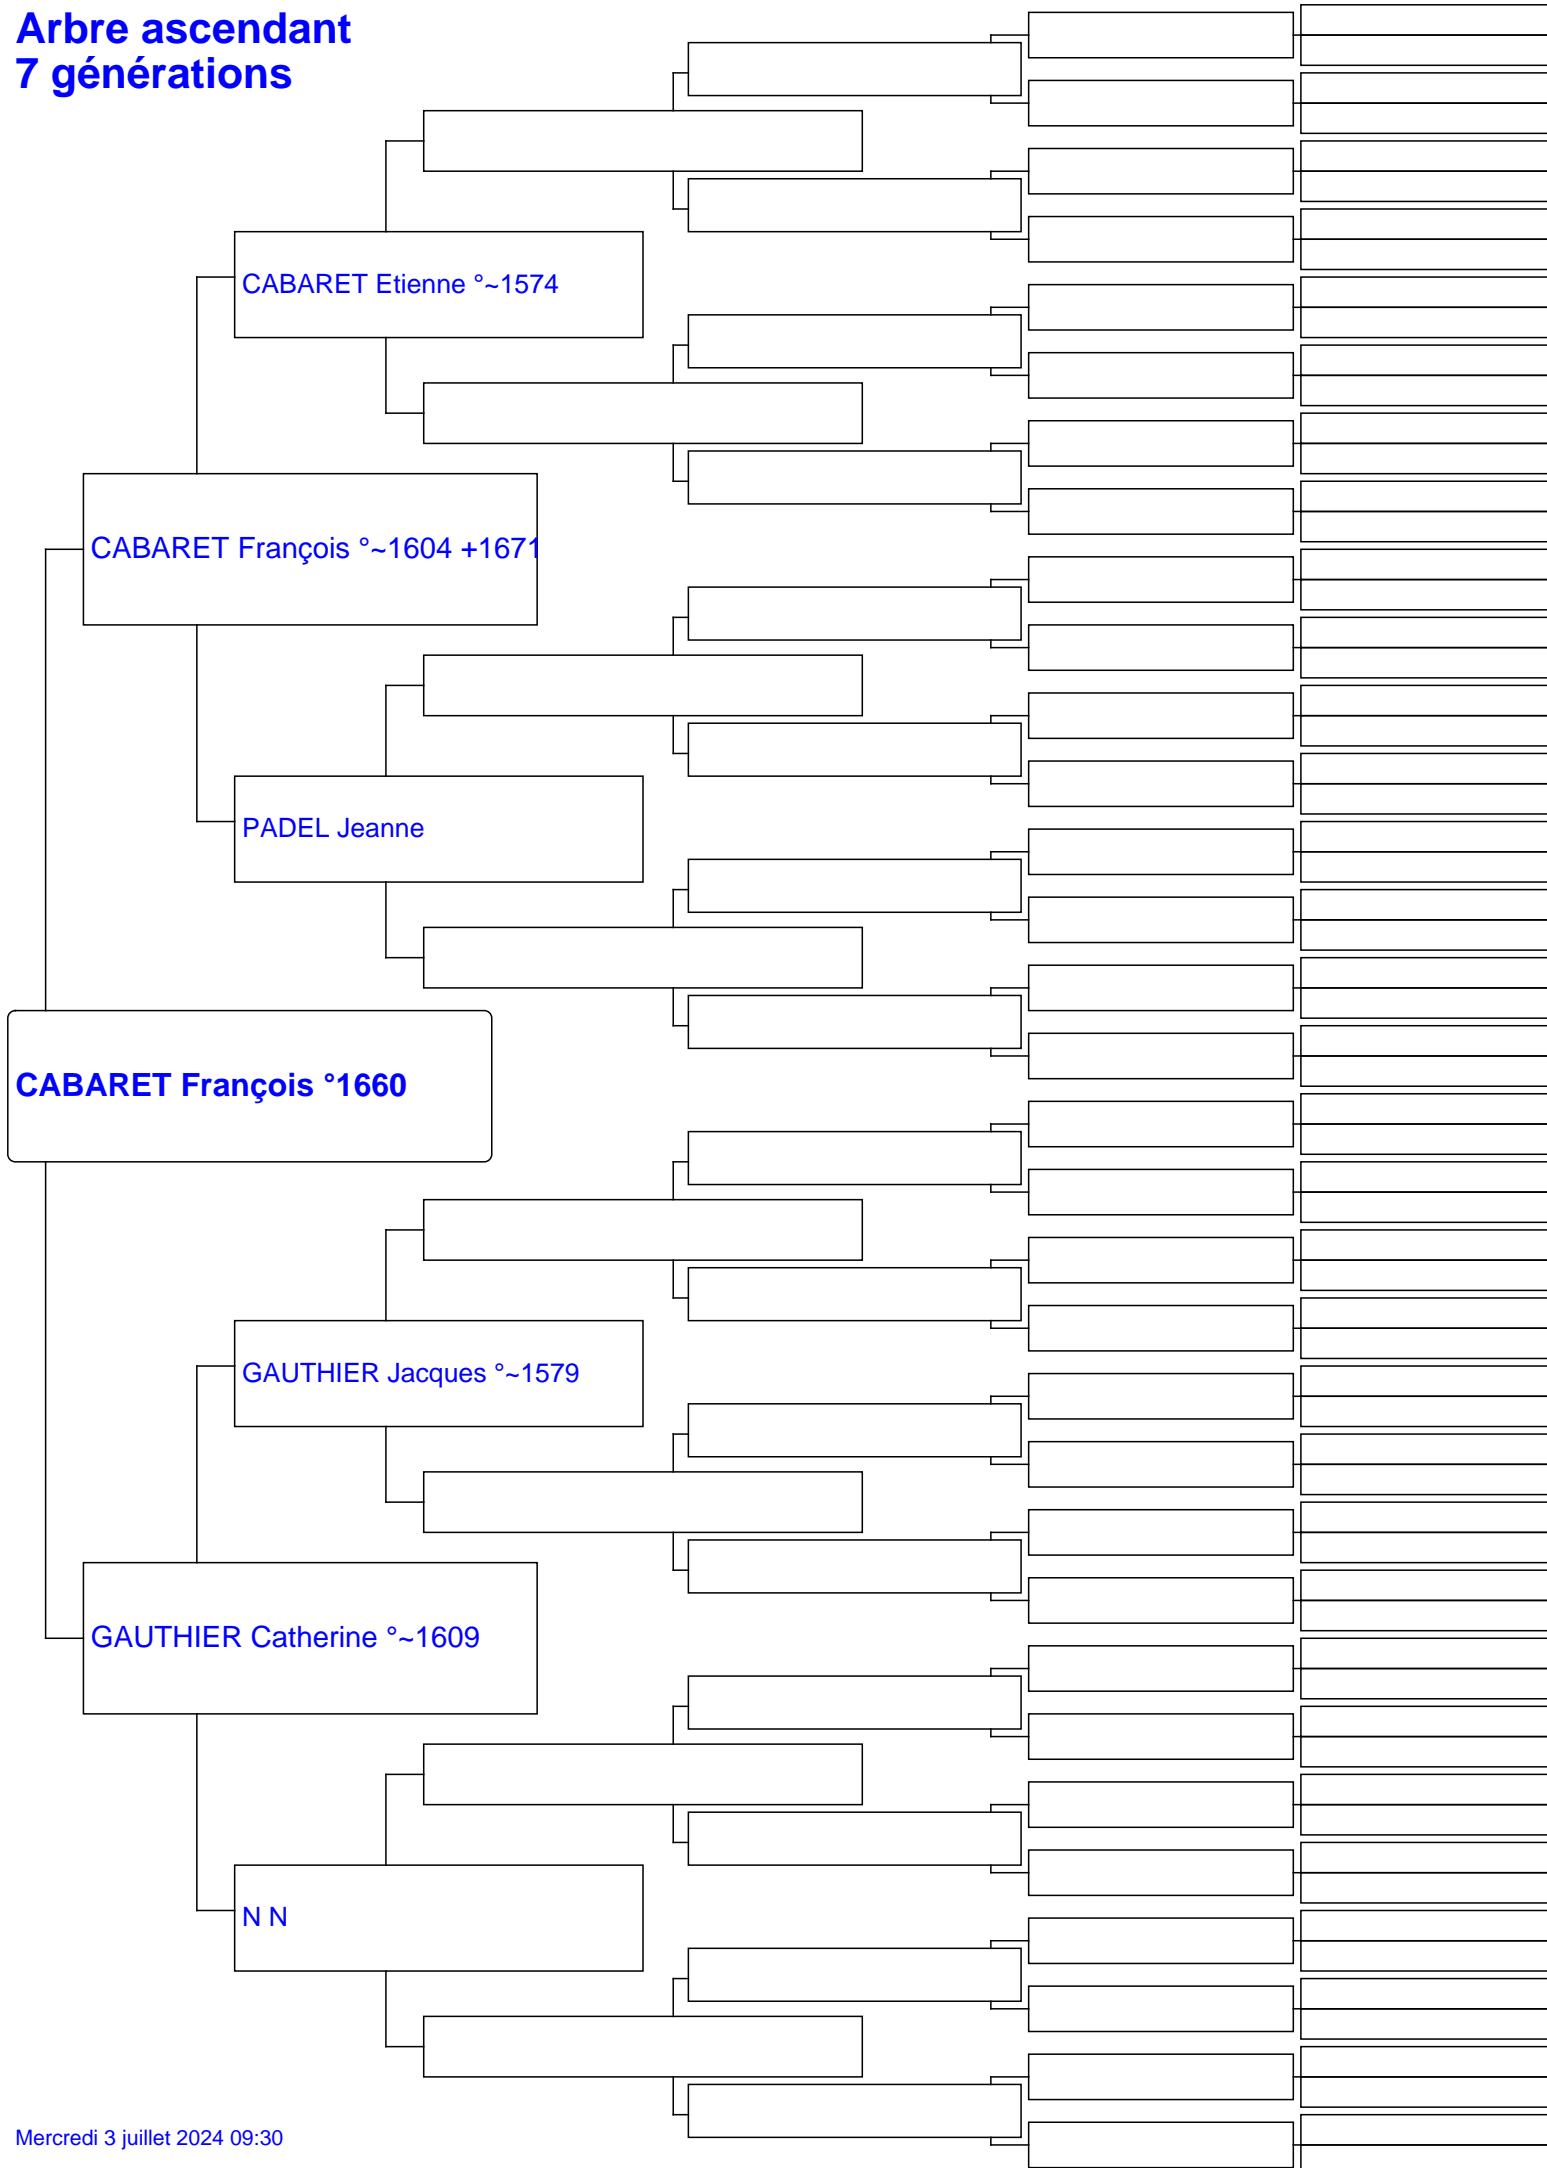 Arbre ascendant
7 générations
CABARET Etienne °~1574
CABARET François °~1604 +1671
PADEL Jeanne
CABARET François °1660
GAUTHIER Jacques °~1579
GAUTHIER Catherine °~1609
N N
Mercredi 3 juillet 2024 09:30